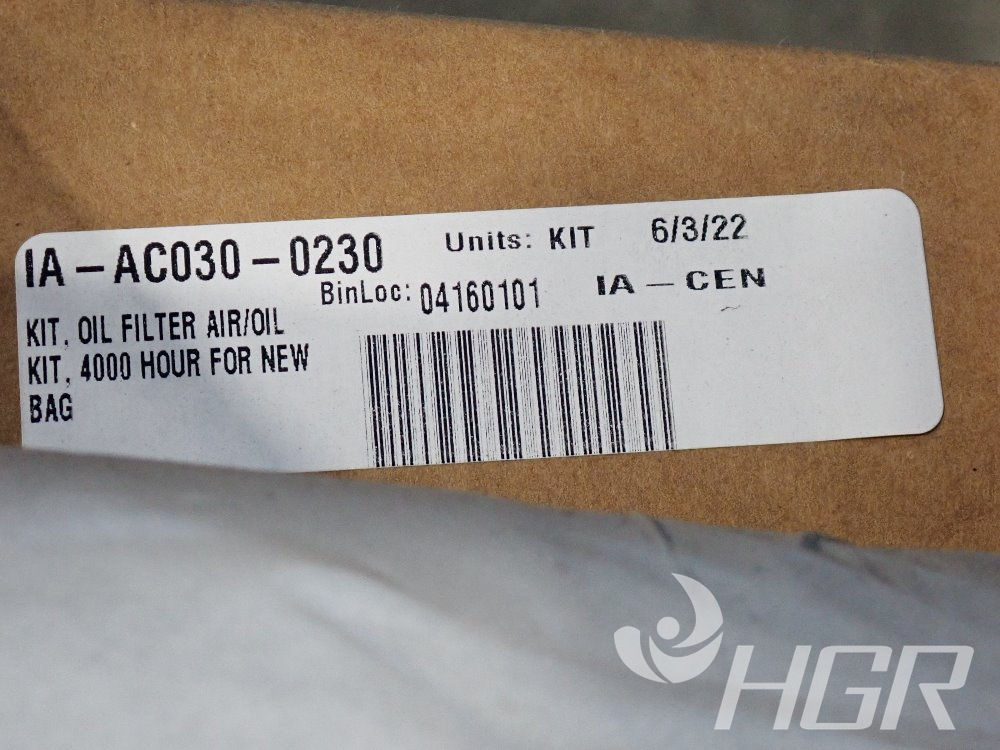 IA-AC030-0230 Units: KIT 6/3/22
BinLoc: 04160101 IA-CEN
KIT, OIL FILTER AIR/OIL
KIT, 4000 HOUR FOR NEW
BAG
HGR